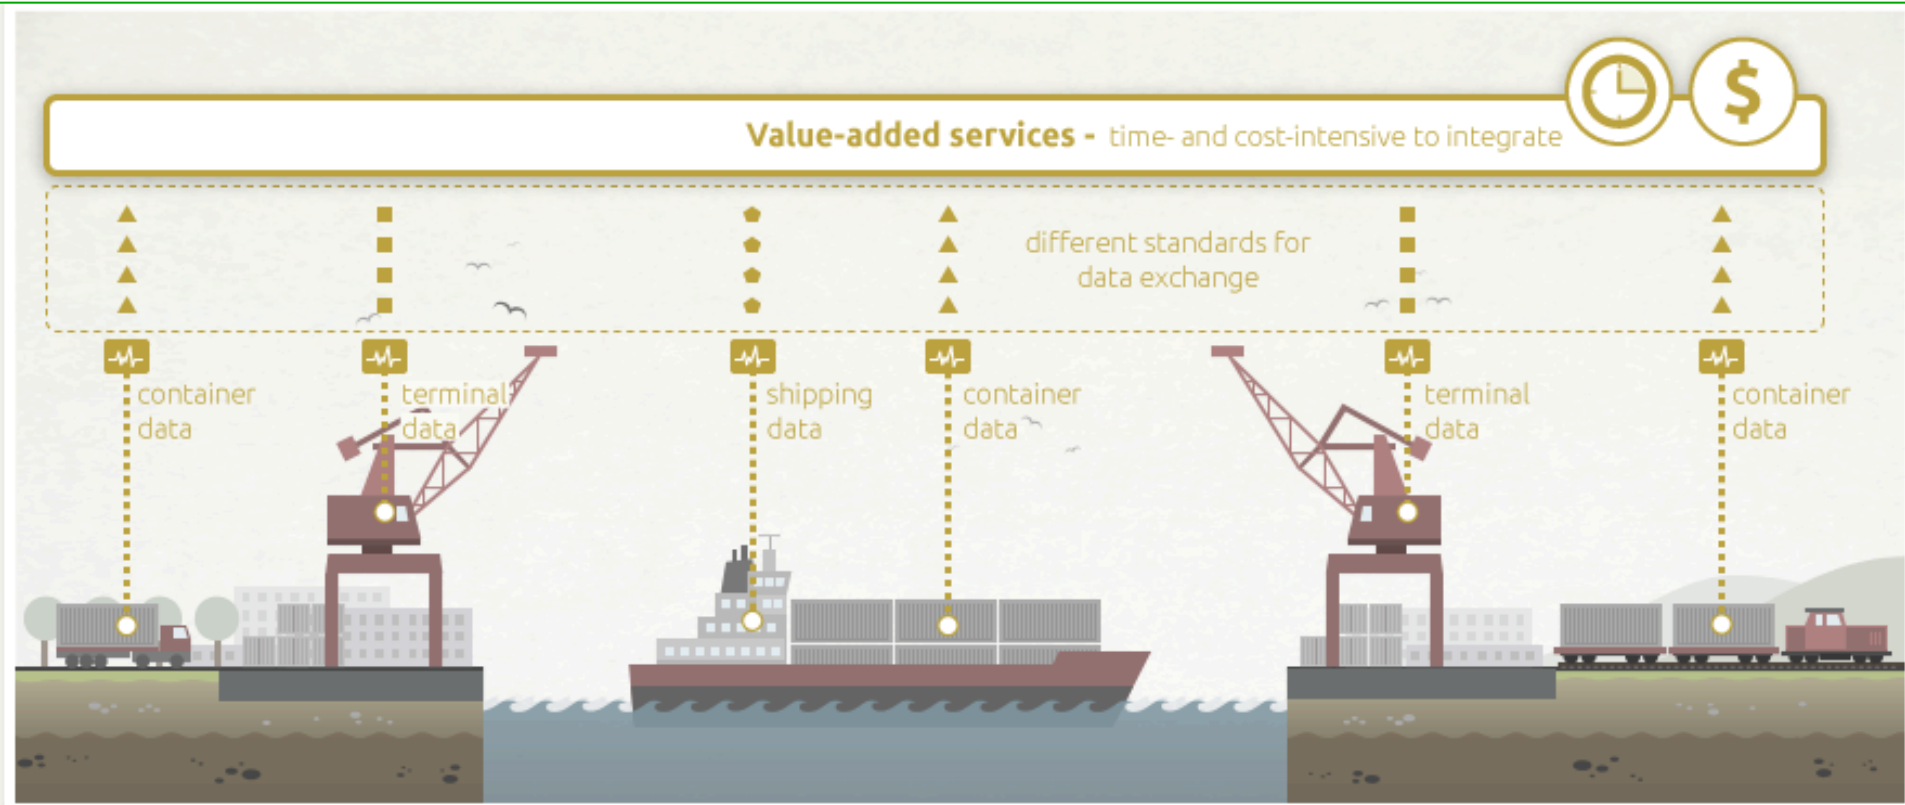 $
Value-added services - time- and cost-intensive to integrate
different standards for
data exchange
container
data
terminal
data
shipping
data
container
data
terminal
data
container
data